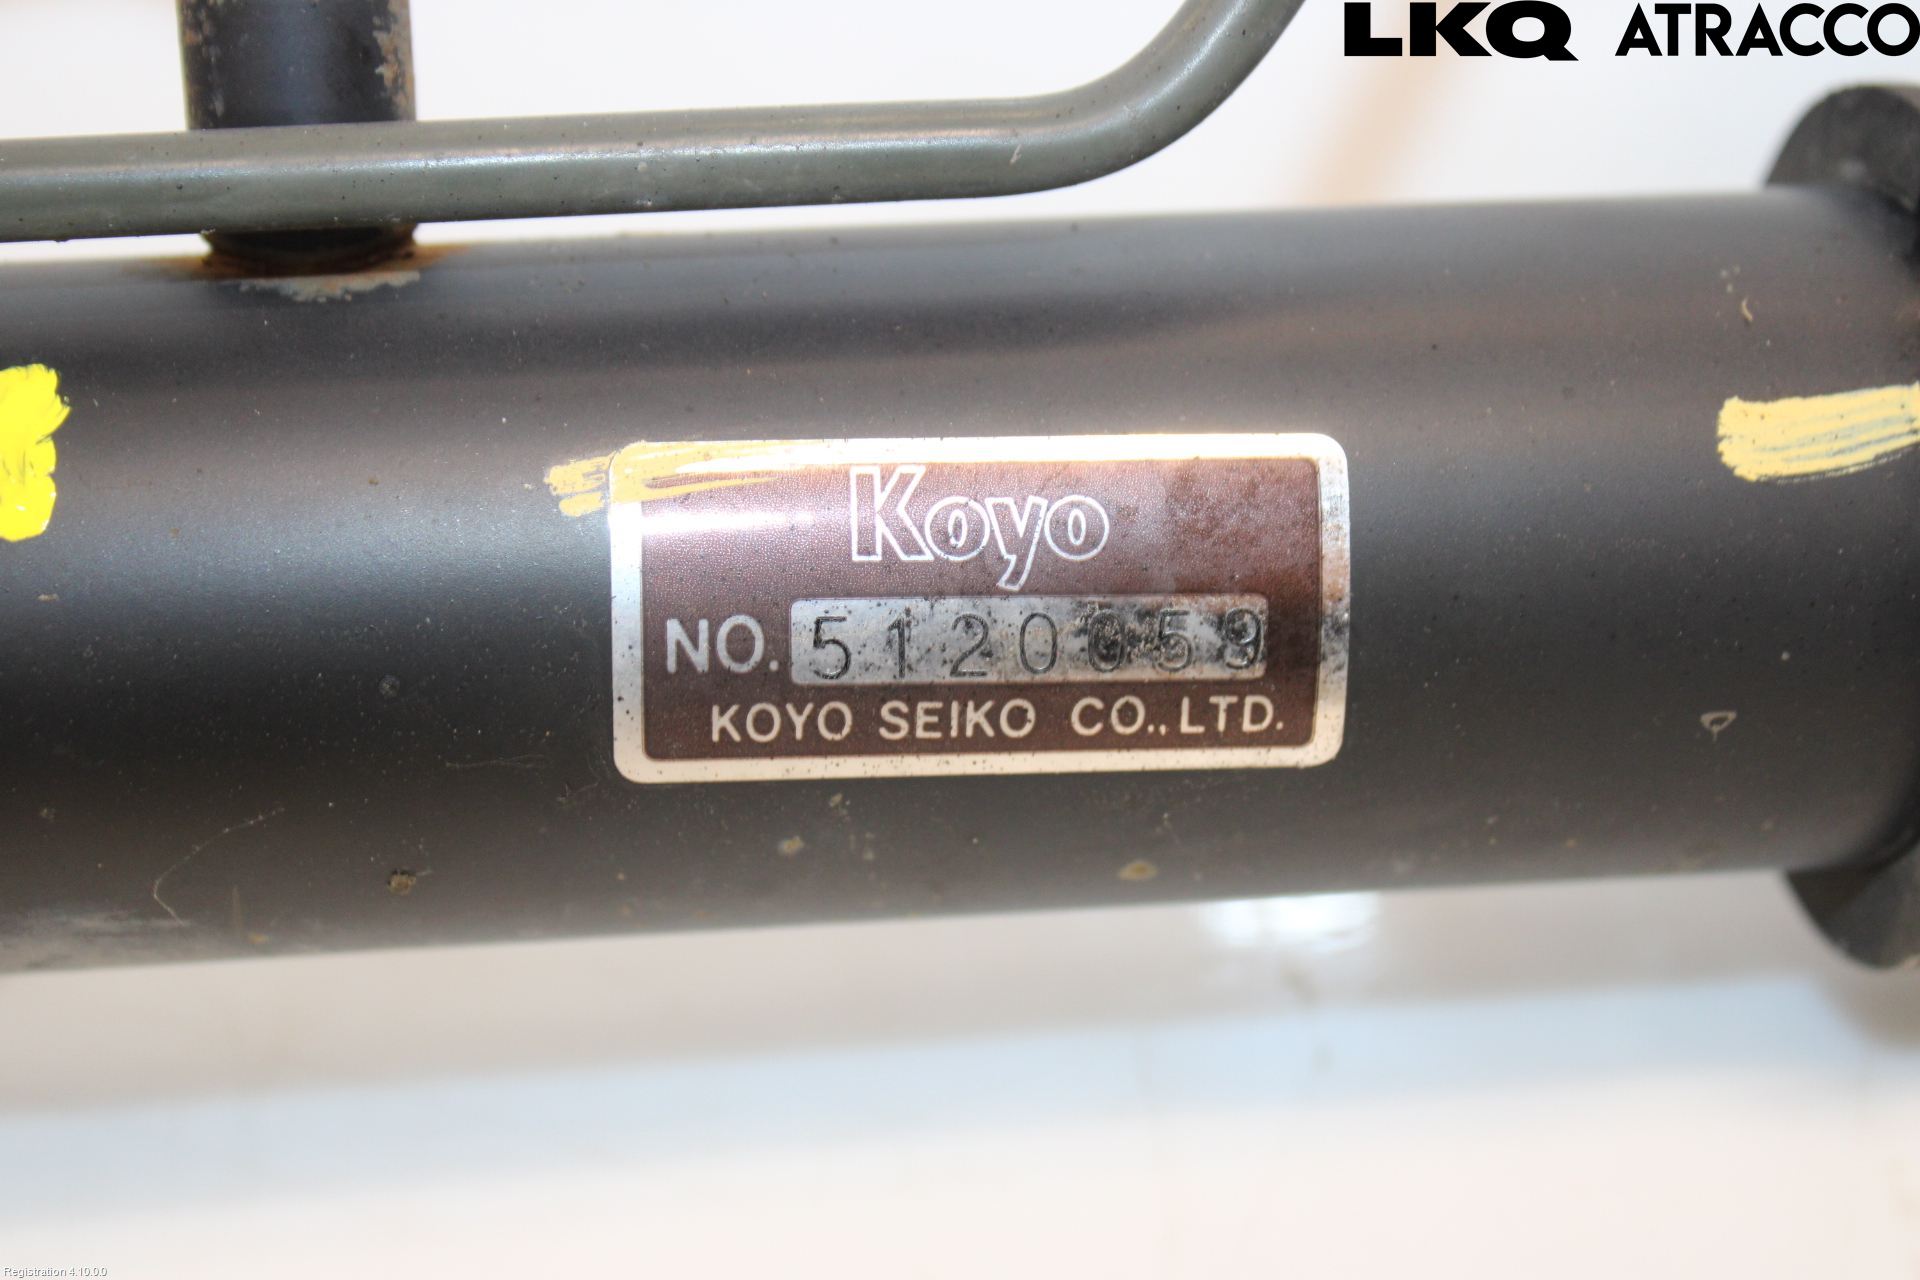 LKQ ATRACCO
Koyo
NO. 5120059
KOYO SEIKO CO., LTD.
Registration 4.10.0.0